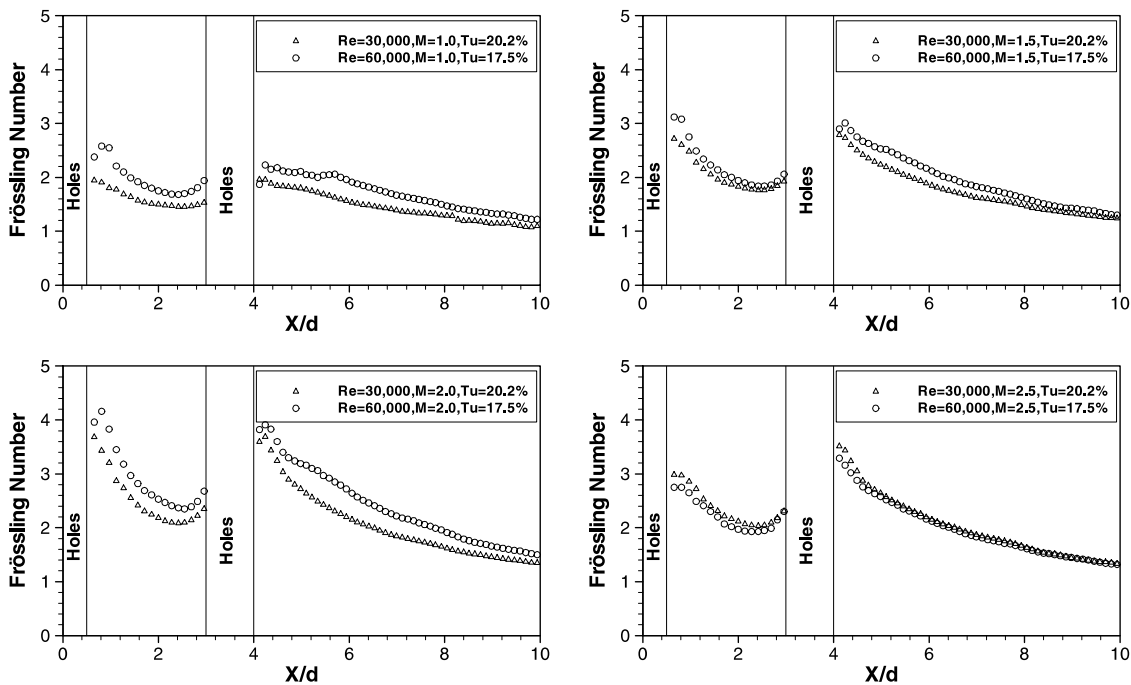 5
4
3
2
1
0
Frössling Number
Holes
Holes
Re=30,000,M=1.0,Tu=20.2%
Re=60,000,M=1.0,Tu=17.5%
0 2 4 6 8 10
X/d
5
4
3
2
1
0
Frössling Number
Holes
Holes
Re=30,000,M=1.5,Tu=20.2%
Re=60,000,M=1.5,Tu=17.5%
0 2 4 6 8 10
X/d
5
4
3
2
1
0
Frössling Number
Holes
Holes
Re=30,000,M=2.0,Tu=20.2%
Re=60,000,M=2.0,Tu=17.5%
0 2 4 6 8 10
X/d
5
4
3
2
1
0
Frössling Number
Holes
Holes
Re=30,000,M=2.5,Tu=20.2%
Re=60,000,M=2.5,Tu=17.5%
0 2 4 6 8 10
X/d